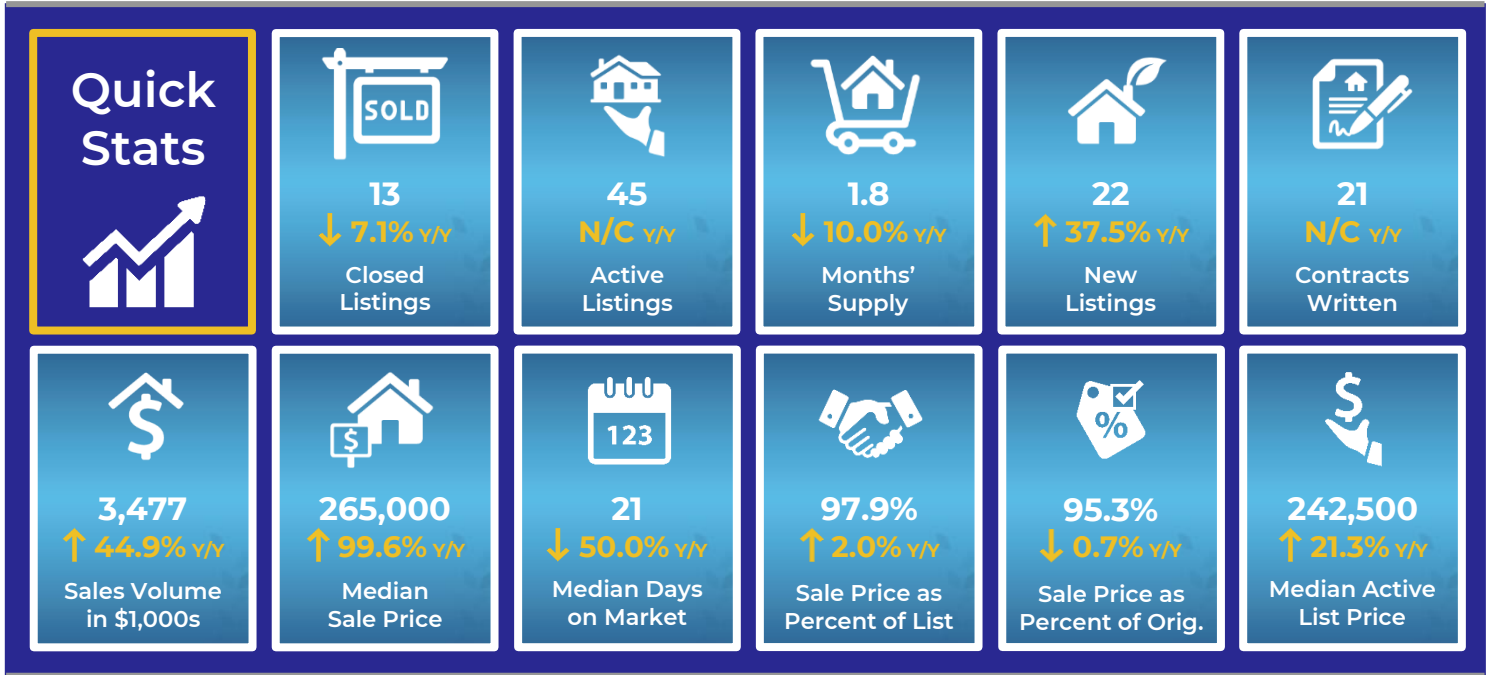 Quick
Stats
SOLD
13
↓ 7.1% Y/Y
Closed
Listings
45
N/C Y/Y
Active
Listings
1.8
↓ 10.0% Y/Y
Months’
Supply
22
↑ 37.5% Y/Y
New
Listings
21
N/C Y/Y
Contracts
Written
$
3,477
↑ 44.9% Y/Y
Sales Volume
in $1,000s
$
265,000
↑ 99.6% Y/Y
Median
Sale Price
123
21
↓ 50.0% Y/Y
Median Days
on Market
97.9%
↑ 2.0% Y/Y
Sale Price as
Percent of List
%
95.3%
↓ 0.7% Y/Y
Sale Price as
Percent of Orig.
$
242,500
↑ 21.3% Y/Y
Median Active
List Price